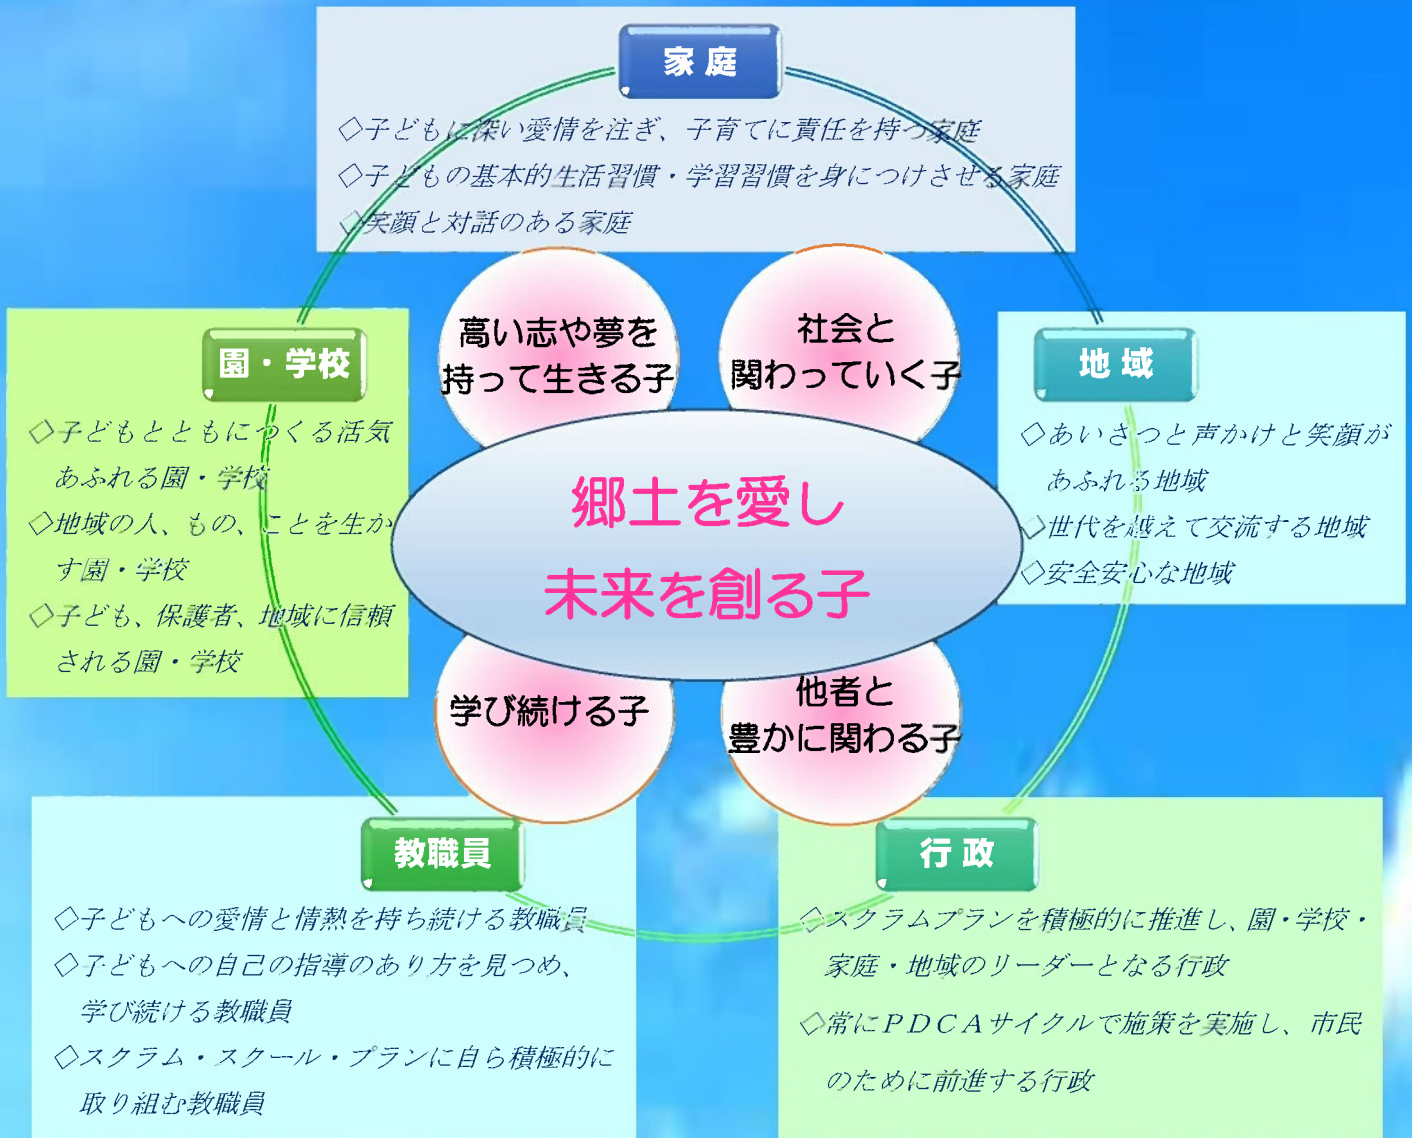 家庭
◇子どもに深い愛情を注ぎ、子育てに責任を持つ家庭
◇子どもの基本的生活習慣・学習習慣を身につけさせる家庭
◇笑顔と対話のある家庭
高い志や夢を
持って生きる子
社会と
関わっていく子
園・学校
◇子どもとともにつくる活気
あふれる園・学校
◇地域の人、もの、ことを生か
す園・学校
◇子ども、保護者、地域に信頼
される園・学校
郷土を愛し
未来を創る子
地域
◇あいさつと声かけと笑顔が
あふれる地域
◇世代を越えて交流する地域
◇安全安心な地域
学び続ける子
他者と
豊かに関わる子
教職員
◇子どもへの愛情と情熱を持ち続ける教職員
◇子どもへの自己の指導のあり方を見つめ、
学び続ける教職員
◇スクラム・スクール・プランに自ら積極的に
取り組む教職員
行政
◇スクラムプランを積極的に推進し、園・学校・
家庭・地域のリーダーとなる行政
◇常にPDCAサイクルで施策を実施し、市民
のために前進する行政